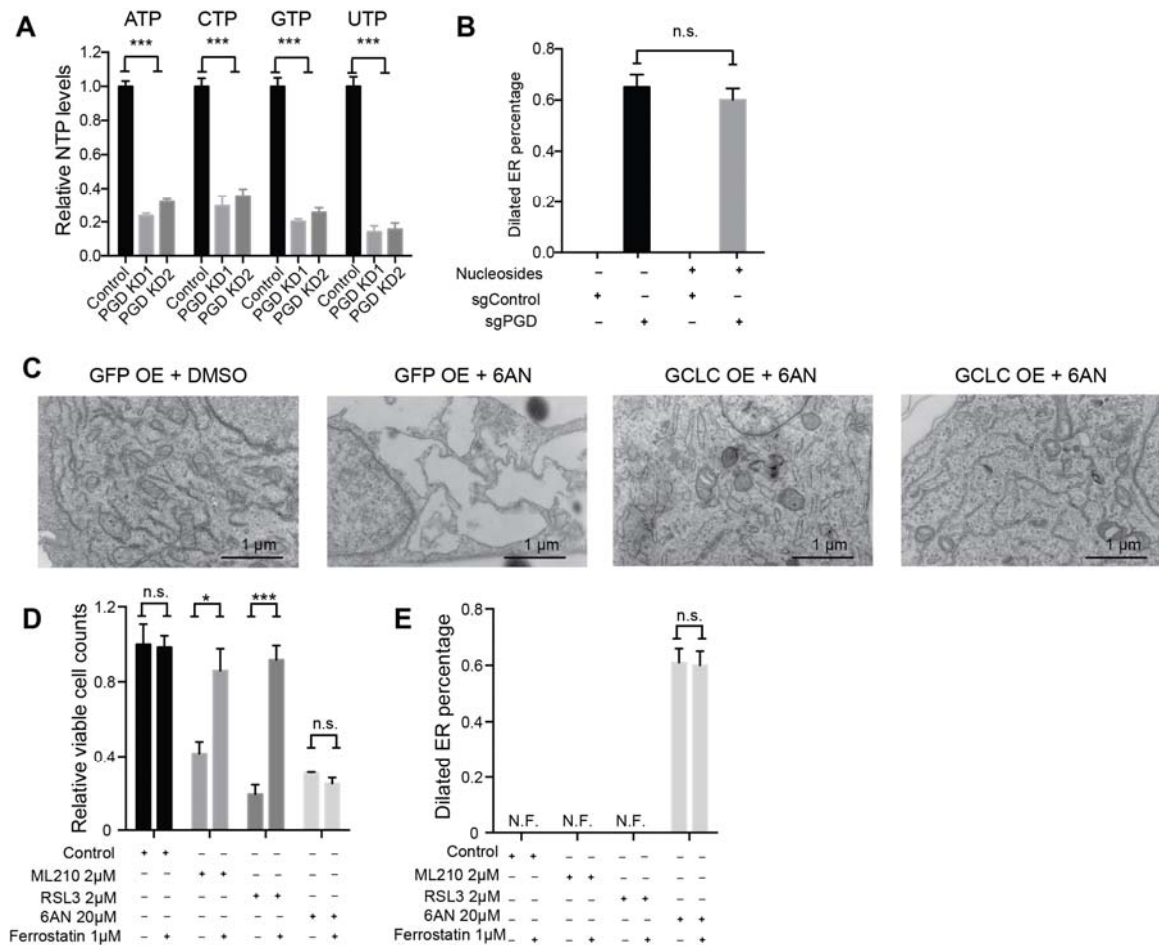 A
ATP CTP GTP UTP
*** *** *** ***
Relative NTP levels
1.2
1.0
0.8
0.6
0.4
0.2
0.0
Control PGD KD1 PGD KD2 Control PGD KD1 PGD KD2 Control PGD KD1 PGD KD2 Control PGD KD1 PGD KD2
B
n.s.
Dilated ER percentage
0.8
0.6
0.4
0.2
0.0
Nucleosides – – + +
sgControl + – + –
sgPGD – + – +
C
GFP OE + DMSO GFP OE + 6AN GCLC OE + 6AN GCLC OE + 6AN
1 µm 1 µm 1 µm 1 µm
D
n.s. * *** n.s.
Relative viable cell counts
1.2
0.8
0.4
0
Control + + – – – – – –
ML210 2µM – – + + – – – –
RSL3 2µM – – – – + + – –
6AN 20µM – – – – – – + +
Ferrostatin 1µM – + – + – + – +
E
n.s.
Dilated ER percentage
0.8
0.6
0.4
0.2
0
N.F. N.F. N.F.
Control + + – – – – – –
ML210 2µM – – + + – – – –
RSL3 2µM – – – – + + – –
6AN 20µM – – – – – – + +
Ferrostatin 1µM – + – + – + – +